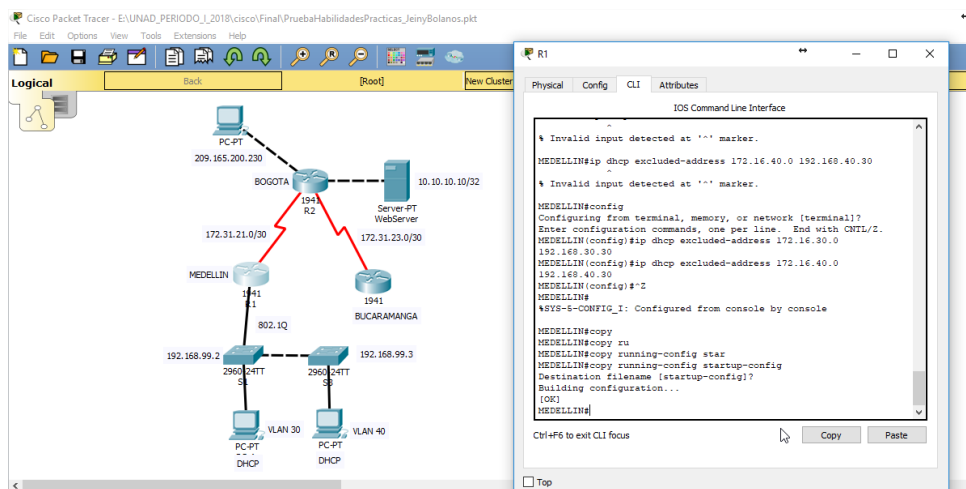 Cisco Packet Tracer - E:\UNAD_PERIODO_I_2018\cisco\Final\PruebaHabilidadesPracticas_JeinyBolanos.pkt
File Edit Options View Tools Extensions Help
Logical Back [Root] New Cluster
PC-PT
209.165.200.230
BOGOTA
1941
R2
10.10.10.10/32
Server-PT
WebServer
172.31.21.0/30
172.31.23.0/30
MEDELLIN
1941
R1
1941
BUCARAMANGA
802.1Q
192.168.99.2
192.168.99.3
2960-24TT
S1
2960-24TT
S3
VLAN 30
VLAN 40
PC-PT
DHCP
PC-PT
DHCP
R1
Physical Config CLI Attributes
IOS Command Line Interface
^
% Invalid input detected at '^' marker.
MEDELLIN#ip dhcp excluded-address 172.16.40.0 192.168.40.30
^
% Invalid input detected at '^' marker.
MEDELLIN#config
Configuring from terminal, memory, or network [terminal]?
Enter configuration commands, one per line. End with CNTL/Z.
MEDELLIN(config)#ip dhcp excluded-address 172.16.30.0
192.168.30.30
MEDELLIN(config)#ip dhcp excluded-address 172.16.40.0
192.168.40.30
MEDELLIN(config)#^Z
MEDELLIN#
%SYS-5-CONFIG_I: Configured from console by console
MEDELLIN#copy
MEDELLIN#copy ru
MEDELLIN#copy running-config star
MEDELLIN#copy running-config startup-config
Destination filename [startup-config]?
Building configuration...
[OK]
MEDELLIN#
Ctrl+F6 to exit CLI focus
Copy
Paste
Top